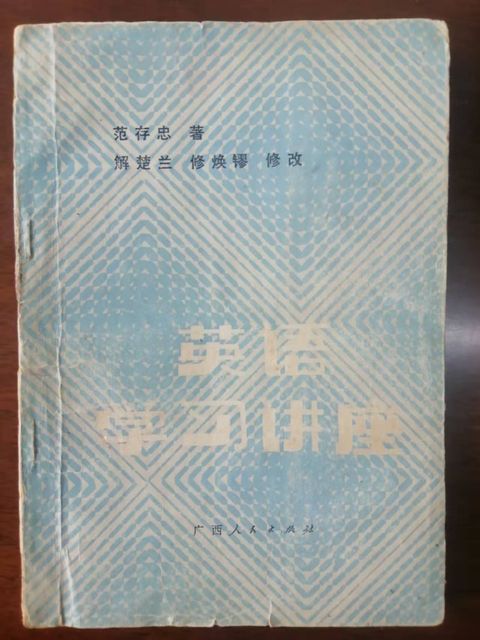 范存忠 著
解楚兰 修焕镠 修改
英语
学习讲座
广西人民出版社